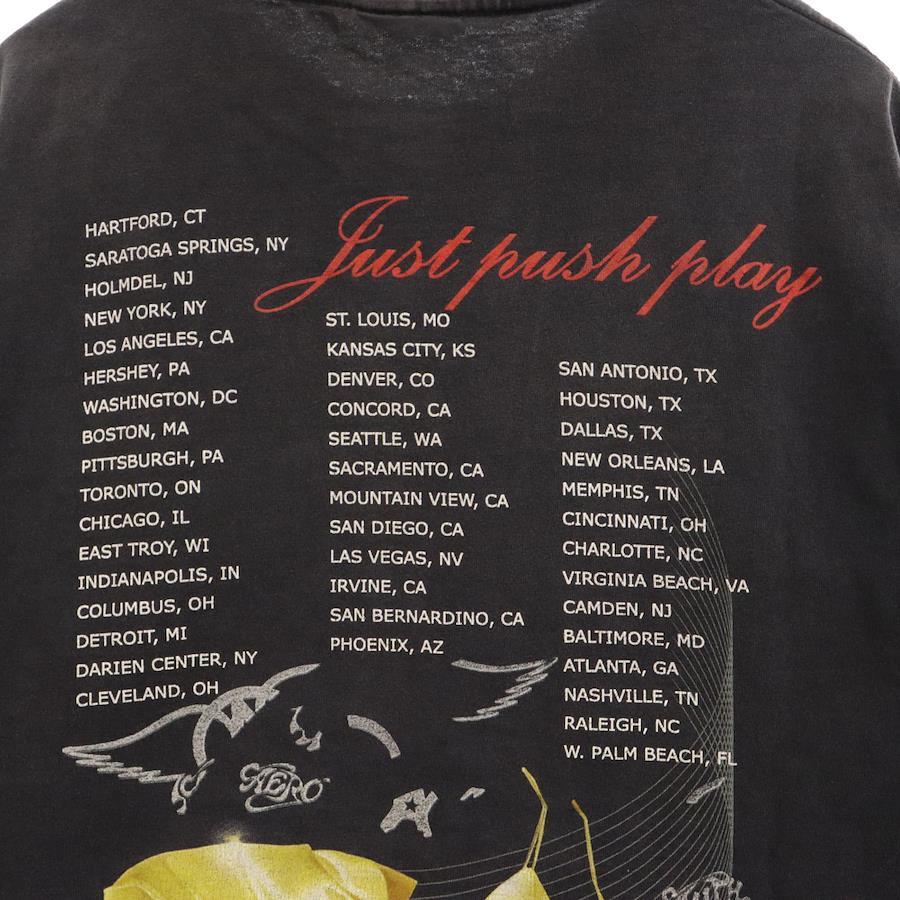 Just push play
HARTFORD, CT
SARATOGA SPRINGS, NY
HOLMDEL, NJ
NEW YORK, NY
LOS ANGELES, CA
HERSHEY, PA
WASHINGTON, DC
BOSTON, MA
PITTSBURGH, PA
TORONTO, ON
CHICAGO, IL
EAST TROY, WI
INDIANAPOLIS, IN
COLUMBUS, OH
DETROIT, MI
DARIEN CENTER, NY
CLEVELAND, OH
ST. LOUIS, MO
KANSAS CITY, KS
DENVER, CO
CONCORD, CA
SEATTLE, WA
SACRAMENTO, CA
MOUNTAIN VIEW, CA
SAN DIEGO, CA
LAS VEGAS, NV
IRVINE, CA
SAN BERNARDINO, CA
PHOENIX, AZ
SAN ANTONIO, TX
HOUSTON, TX
DALLAS, TX
NEW ORLEANS, LA
MEMPHIS, TN
CINCINNATI, OH
CHARLOTTE, NC
VIRGINIA BEACH, VA
CAMDEN, NJ
BALTIMORE, MD
ATLANTA, GA
NASHVILLE, TN
RALEIGH, NC
W. PALM BEACH, FL
AERO
A